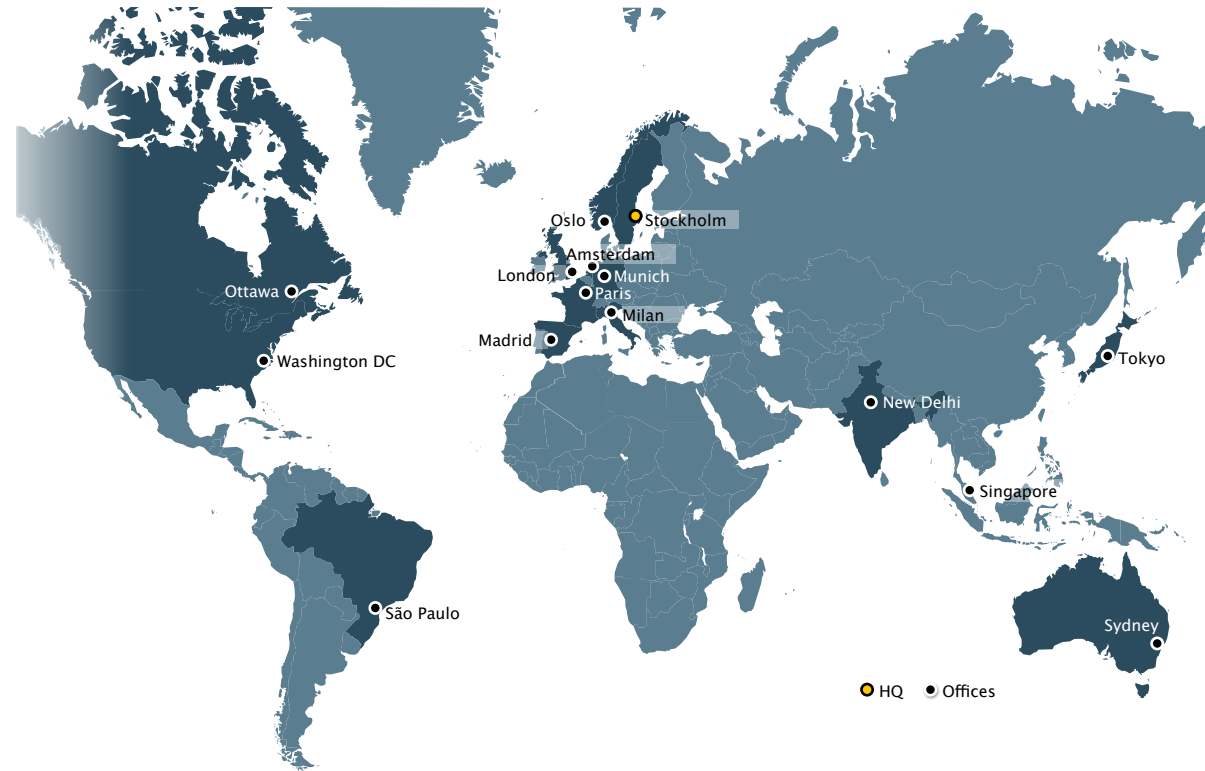 Oslo
Stockholm
Amsterdam
London
Munich
Ottawa
Paris
Milan
Madrid
Washington DC
Tokyo
New Delhi
Singapore
São Paulo
Sydney
HQ
Offices